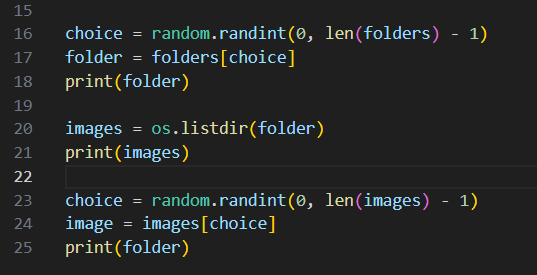 15
16 choice = random.randint(0, len(folders) - 1)
17 folder = folders[choice]
18 print(folder)
19
20 images = os.listdir(folder)
21 print(images)
22
23 choice = random.randint(0, len(images) - 1)
24 image = images[choice]
25 print(folder)